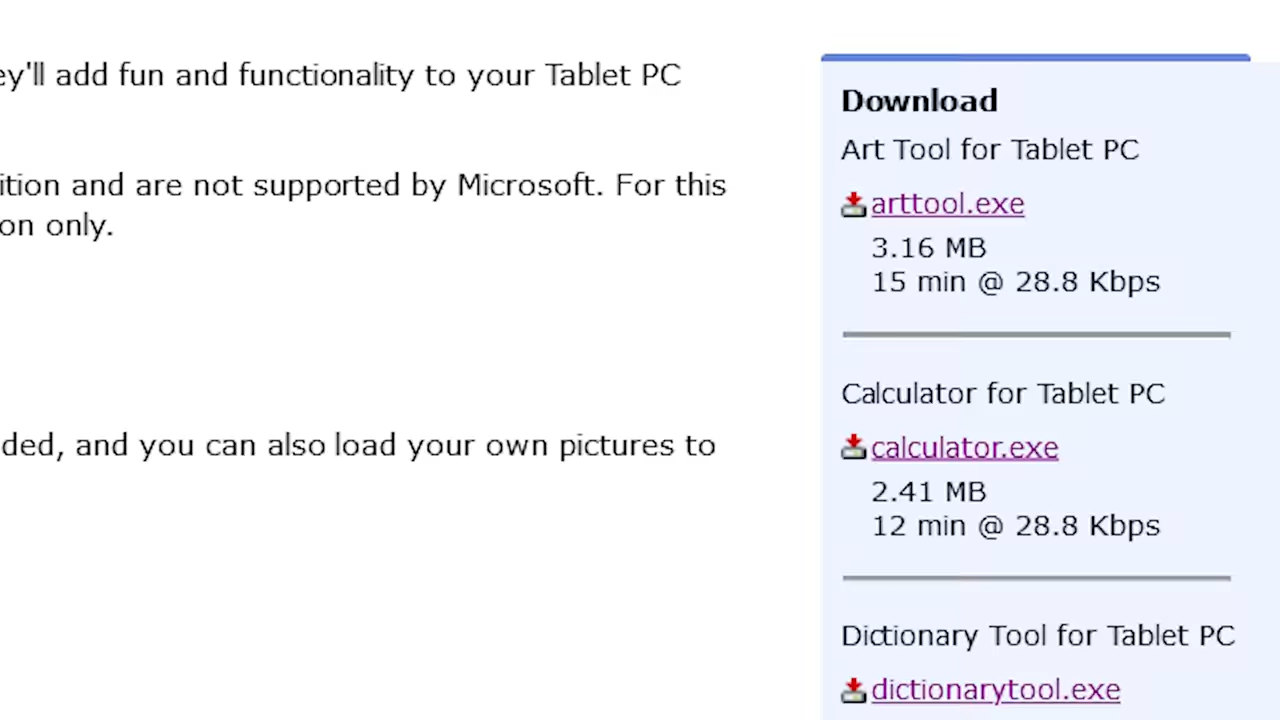 ey'll add fun and functionality to your Tablet PC
ition and are not supported by Microsoft. For this
on only.
ded, and you can also load your own pictures to
Download
Art Tool for Tablet PC
arttool.exe
3.16 MB
15 min @ 28.8 Kbps
Calculator for Tablet PC
calculator.exe
2.41 MB
12 min @ 28.8 Kbps
Dictionary Tool for Tablet PC
dictionarytool.exe